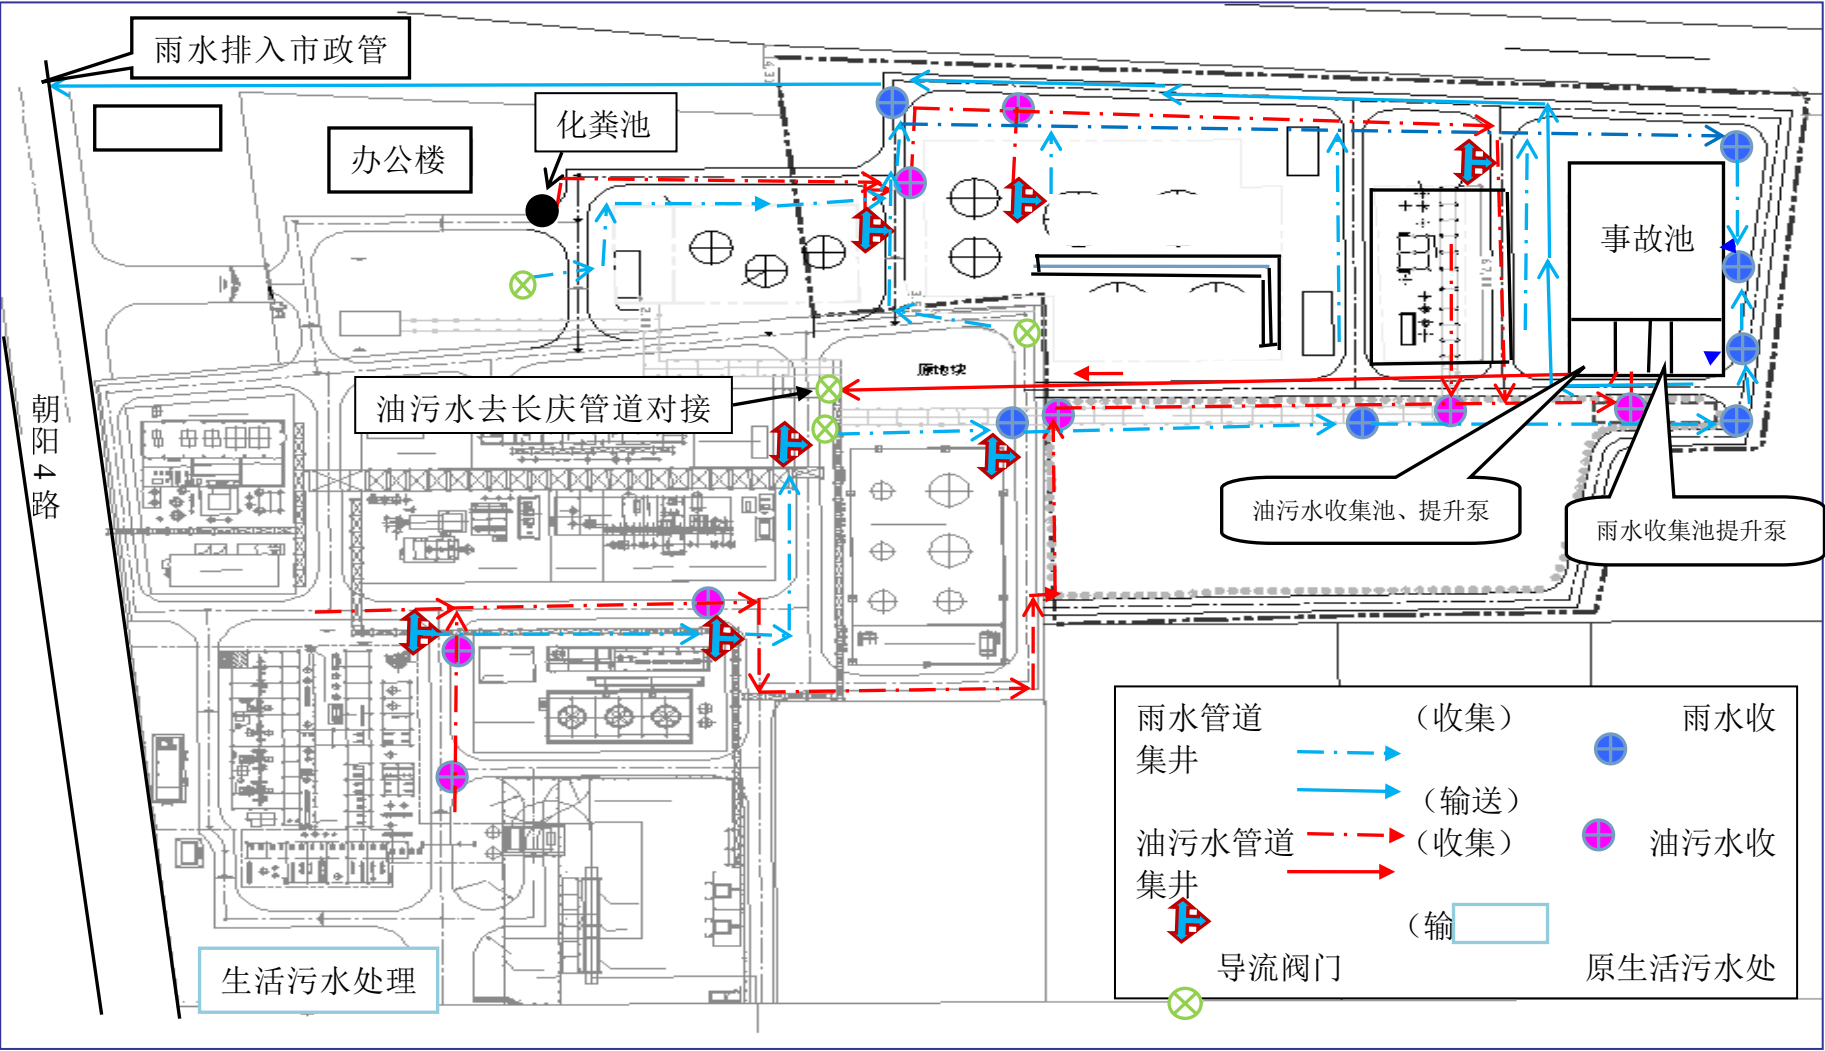 雨水排入市政管
化粪池
办公楼
事故池
原地块
油污水去长庆管道对接
朝阳4路
油污水收集池、提升泵
雨水收集池提升泵
生活污水处理
雨水管道 （收集） 雨水收
集井
（输送）
油污水管道 （收集） 油污水收
集井
（输
导流阀门 原生活污水处